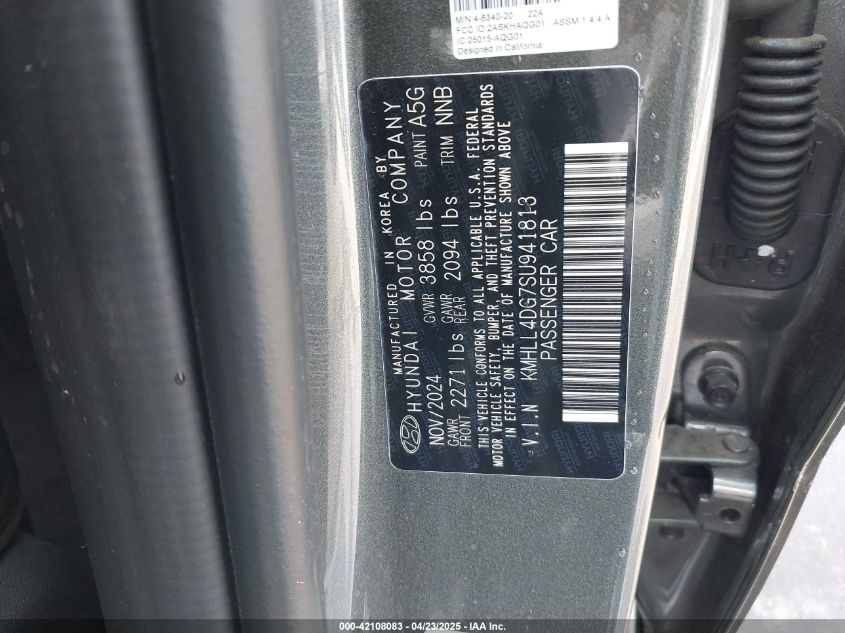 M/N 4-6340-20 22A
FCC ID 2ASKHAQG01 ASSM 1 4 4 A
IC 25015-AQG01
Designed in California
MANUFACTURED IN KOREA BY
HYUNDAI MOTOR COMPANY
NOV/2024 GVWR 3858 lbs PAINT A5G
GAWR FRONT 2271 lbs GAWR REAR 2094 lbs TRIM NNB
THIS VEHICLE CONFORMS TO ALL APPLICABLE U.S.A. FEDERAL
MOTOR VEHICLE SAFETY, BUMPER, AND THEFT PREVENTION STANDARDS
IN EFFECT ON THE DATE OF MANUFACTURE SHOWN ABOVE
V.I.N KMHLL4DG7SU941813
PASSENGER CAR
R4H
000-42108083 - 04/23/2025 - IAA Inc.